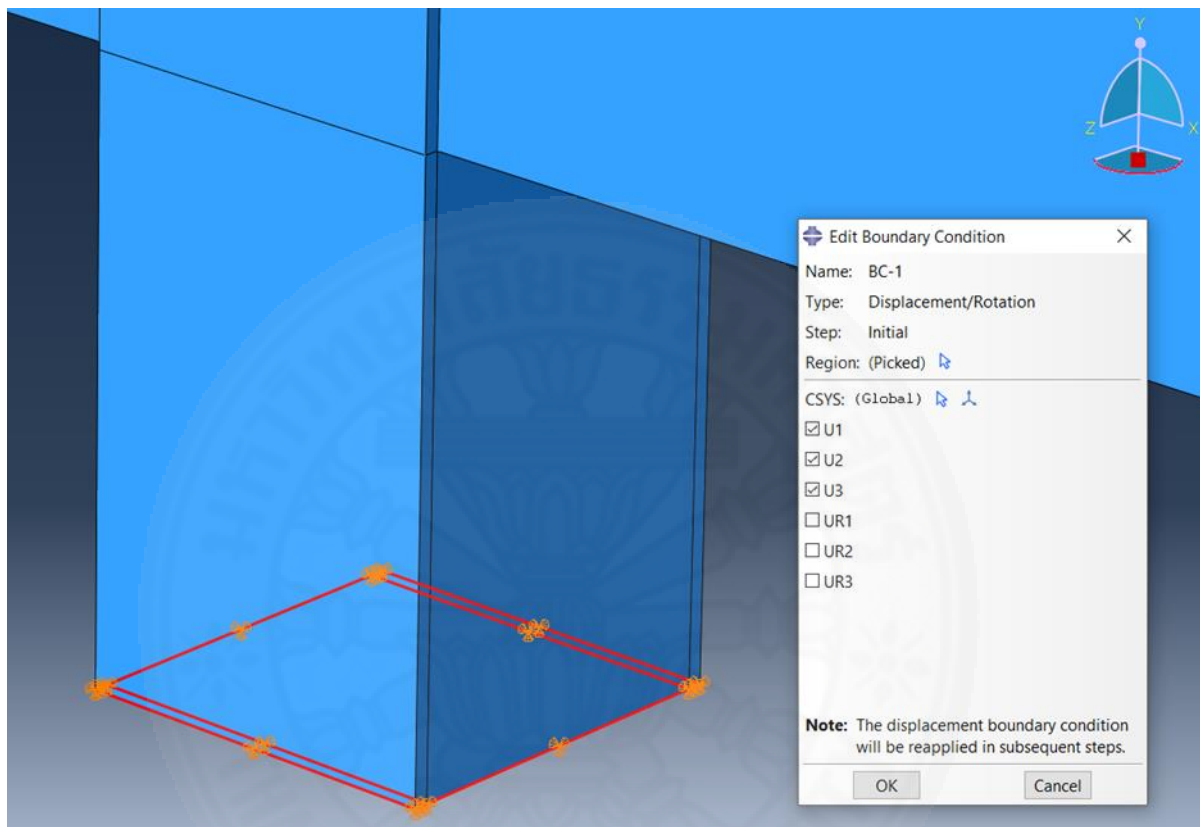 Y
Z
X
Edit Boundary Condition
Name: BC-1
Type: Displacement/Rotation
Step: Initial
Region: (Picked)
CSYS: (Global)
U1
U2
U3
UR1
UR2
UR3
Note: The displacement boundary condition
will be reapplied in subsequent steps.
OK Cancel